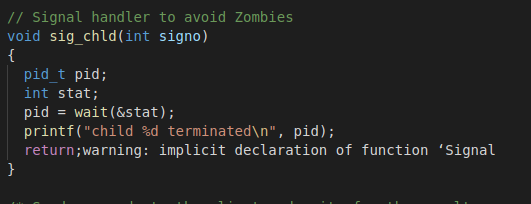 // Signal handler to avoid Zombies
void sig_chld(int signo)
{
pid_t pid;
int stat;
pid = wait(&stat);
printf("child %d terminated\n", pid);
return;warning: implicit declaration of function ‘Signal
}